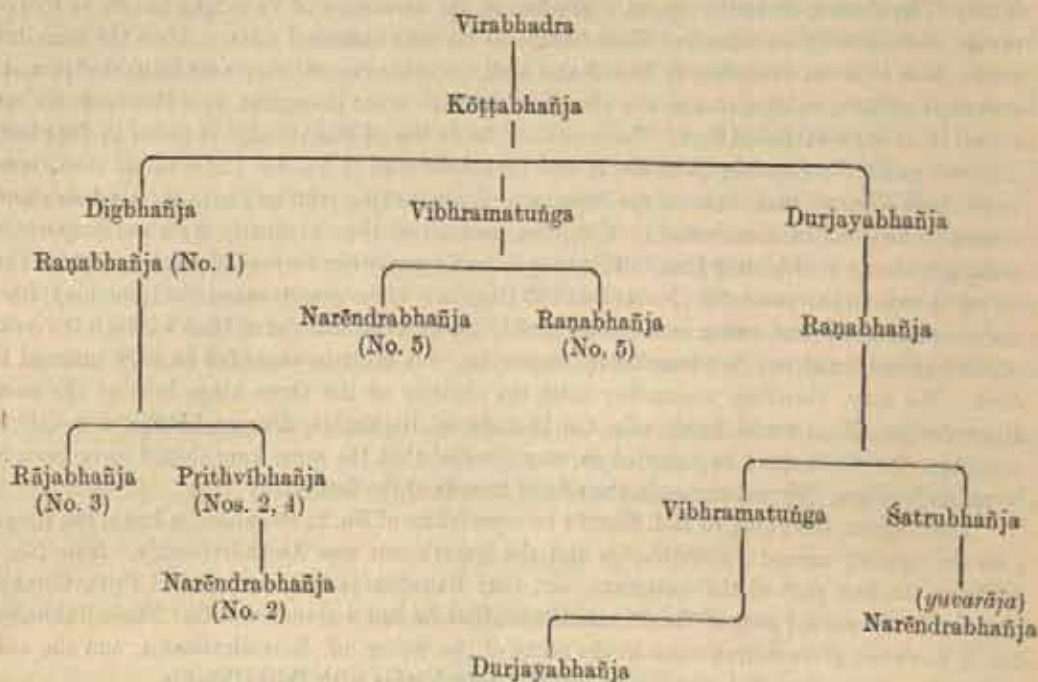 Vīrabhadra
Kōṭṭabhañja
Digbhañja Vibhramatuṅga Durjayabhañja
Raṇabhañja (No. 1)
Narēndrabhañja Raṇabhañja Raṇabhañja
(No. 5) (No. 5)
Rājabhañja Pṛithvībhañja
(No. 3) (Nos. 2, 4)
Vibhramatuṅga Śatrubhañja
Narēndrabhañja
(No. 2)
(yuvarāja)
Narēndrabhañja
Durjayabhañja